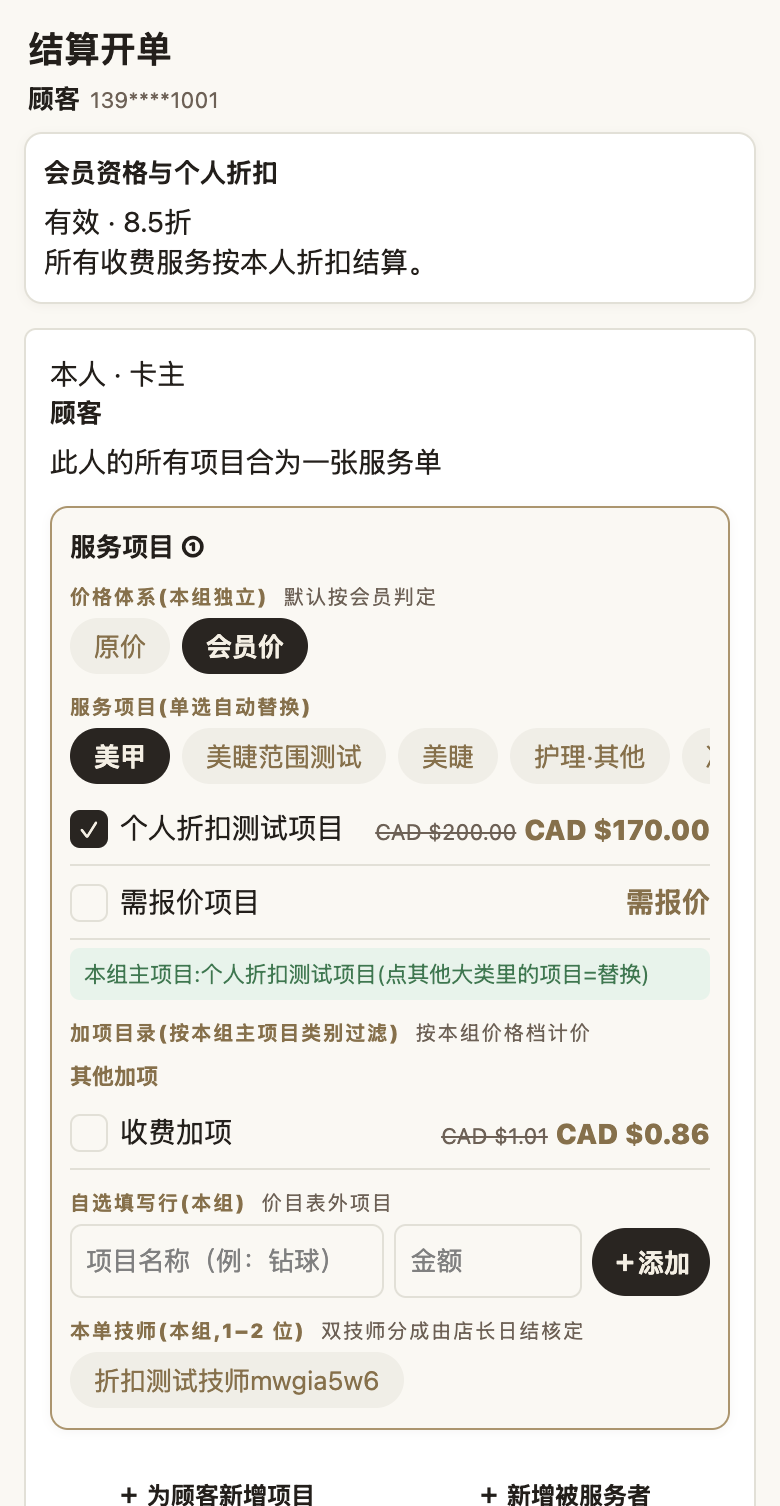 结算开单
顾客 139****1001
会员资格与个人折扣
有效 · 8.5折
所有收费服务按本人折扣结算。
本人 · 卡主
顾客
此人的所有项目合为一张服务单
服务项目 ①
价格体系(本组独立) 默认按会员判定
原价 会员价
服务项目(单选自动替换)
美甲 美睫范围测试 美睫 护理·其他
个人折扣测试项目 CAD $200.00 CAD $170.00
需报价项目 需报价
本组主项目:个人折扣测试项目(点其他大类里的项目=替换)
加项目录(按本组主项目类别过滤) 按本组价格档计价
其他加项
收费加项 CAD $1.01 CAD $0.86
自选填写行(本组) 价目表外项目
项目名称（例：钻球） 金额 ＋添加
本单技师(本组,1–2 位) 双技师分成由店长日结核定
折扣测试技师mwgia5w6
＋ 为顾客新增项目 ＋ 新增被服务者